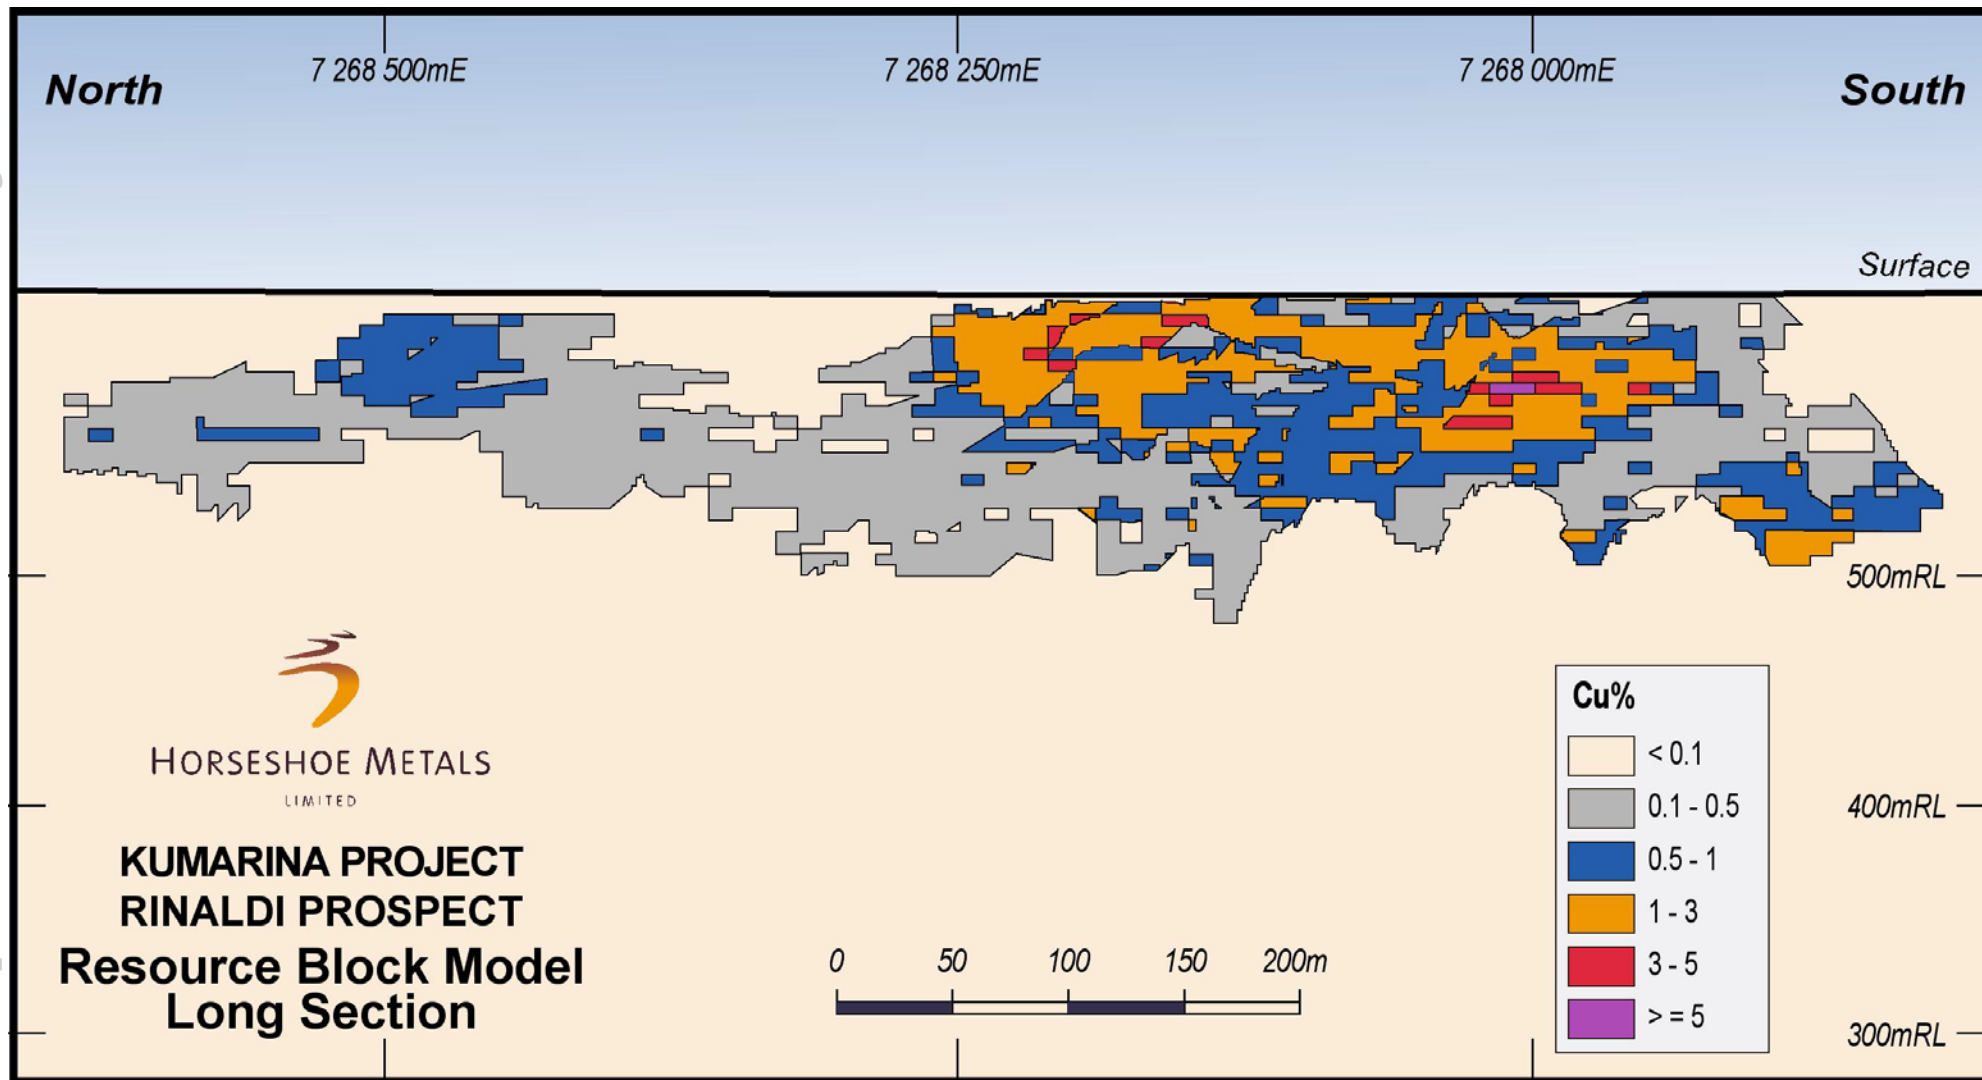 7 268 500mE
7 268 250mE
7 268 000mE
North
South
Surface
500mRL
400mRL
300mRL
HORSESHOE METALS
LIMITED
KUMARINA PROJECT
RINALDI PROSPECT
Resource Block Model
Long Section
0 50 100 150 200m
Cu%
< 0.1
0.1 - 0.5
0.5 - 1
1 - 3
3 - 5
> = 5